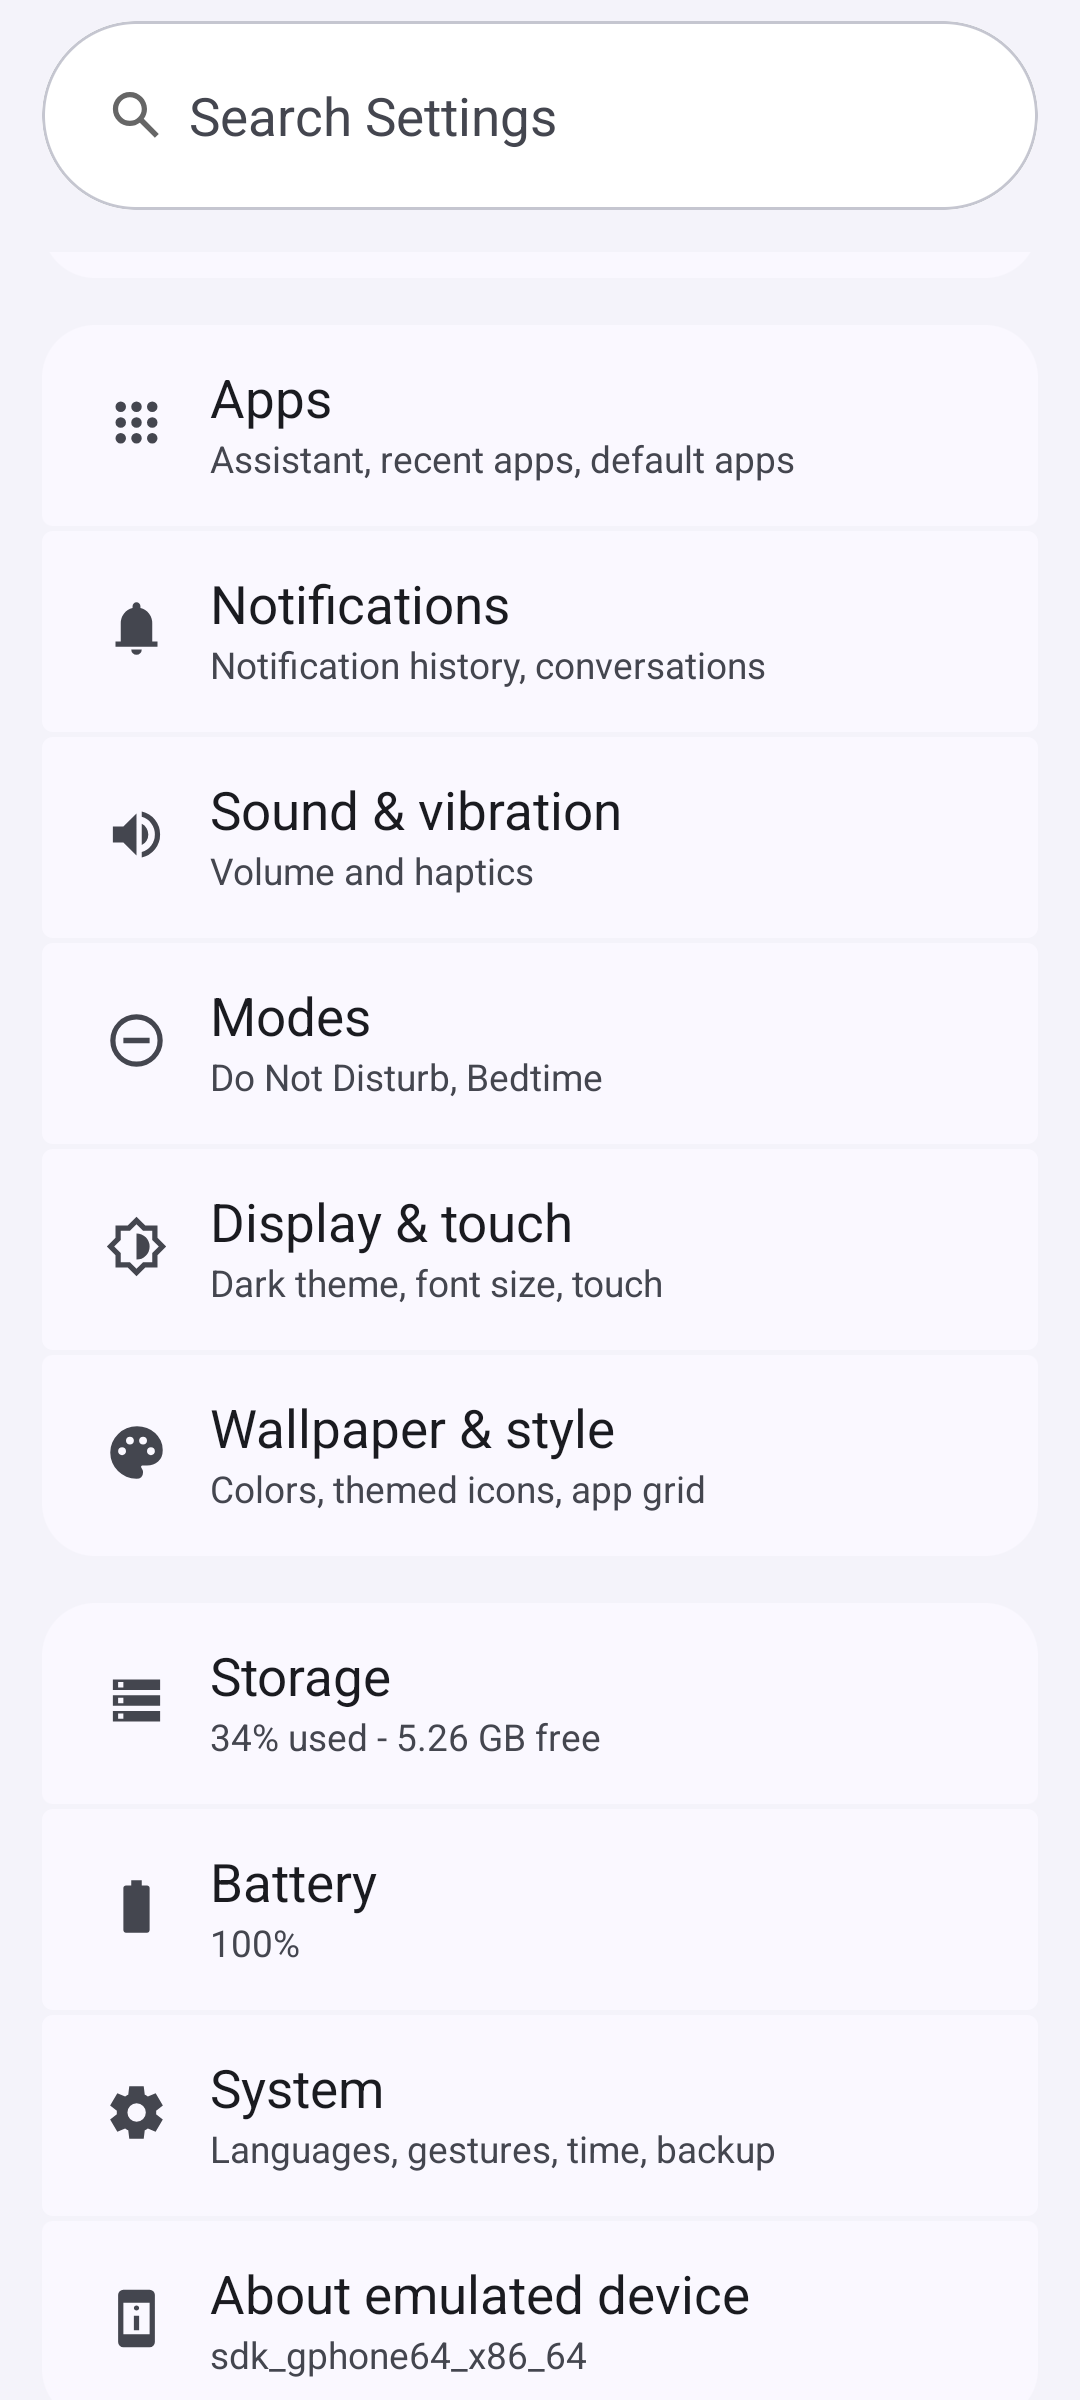 Search Settings
Apps
Assistant, recent apps, default apps
Notifications
Notification history, conversations
Sound & vibration
Volume and haptics
Modes
Do Not Disturb, Bedtime
Display & touch
Dark theme, font size, touch
Wallpaper & style
Colors, themed icons, app grid
Storage
34% used - 5.26 GB free
Battery
100%
System
Languages, gestures, time, backup
About emulated device
sdk_gphone64_x86_64